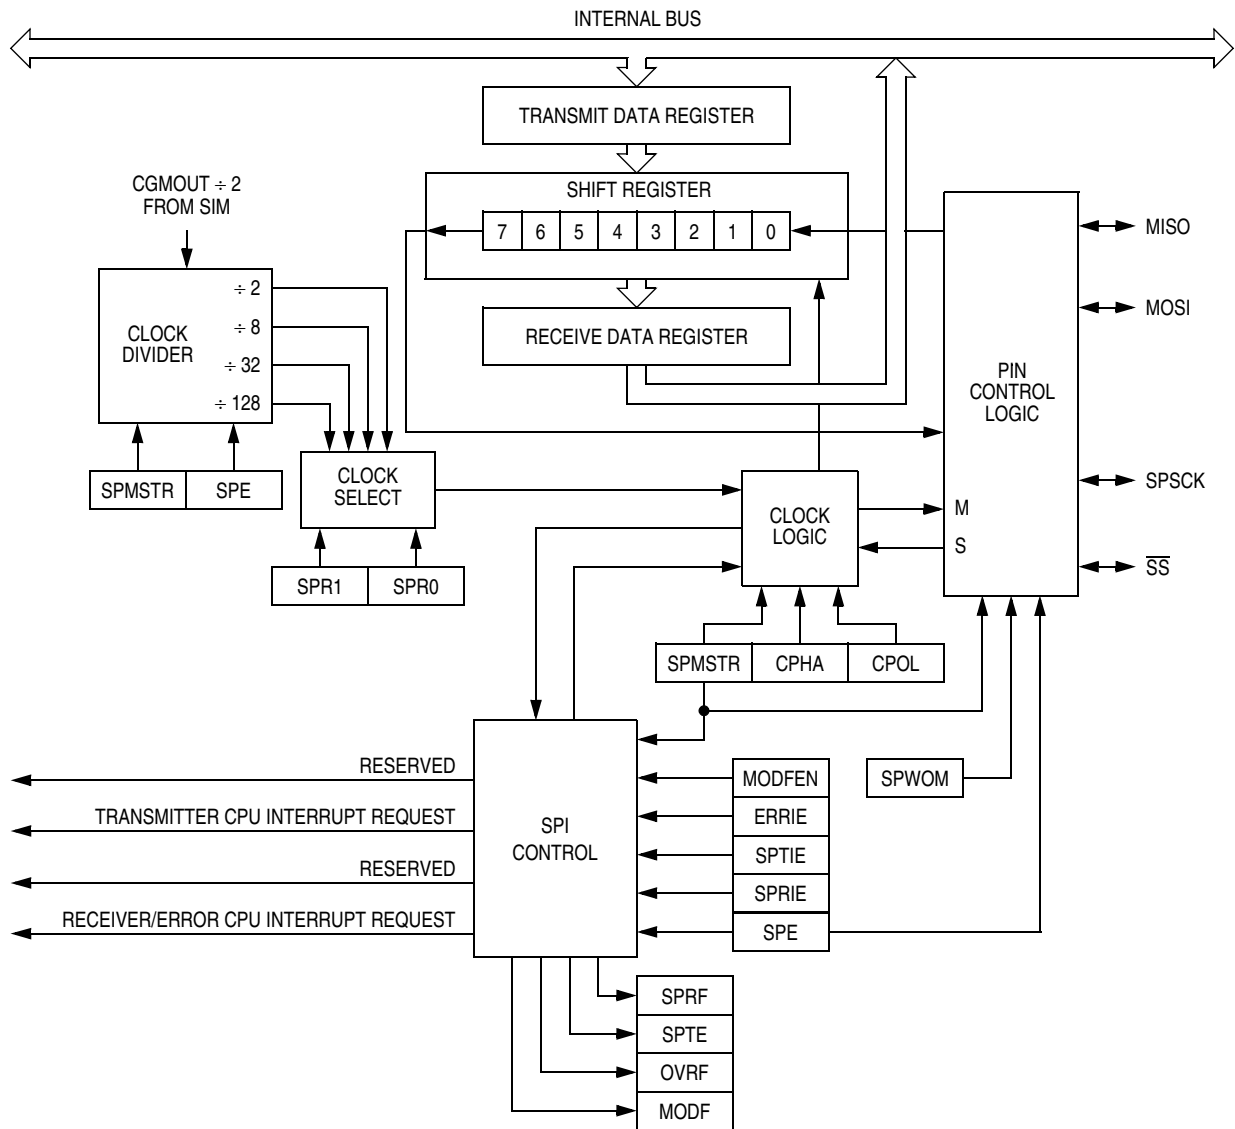 INTERNAL BUS
TRANSMIT DATA REGISTER
CGMOUT ÷ 2
FROM SIM
SHIFT REGISTER
7 6 5 4 3 2 1 0
MISO
÷ 2
CLOCK
DIVIDER
÷ 8
÷ 32
÷ 128
RECEIVE DATA REGISTER
MOSI
PIN
CONTROL
LOGIC
SPMSTR SPE
CLOCK
SELECT
SPSCK
CLOCK
LOGIC
M
S
SS
SPR1 SPR0
SPMSTR CPHA CPOL
RESERVED
TRANSMITTER CPU INTERRUPT REQUEST
RESERVED
RECEIVER/ERROR CPU INTERRUPT REQUEST
SPI
CONTROL
MODFEN
ERRIE
SPTIE
SPRIE
SPE
SPWOM
SPRF
SPTE
OVRF
MODF